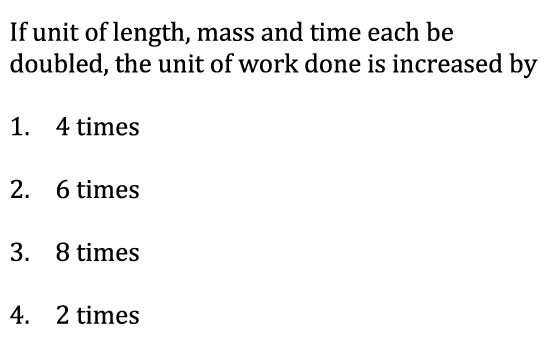 If unit of length, mass and time each be
doubled, the unit of work done is increased by
1. 4 times
2. 6 times
3. 8 times
4. 2 times